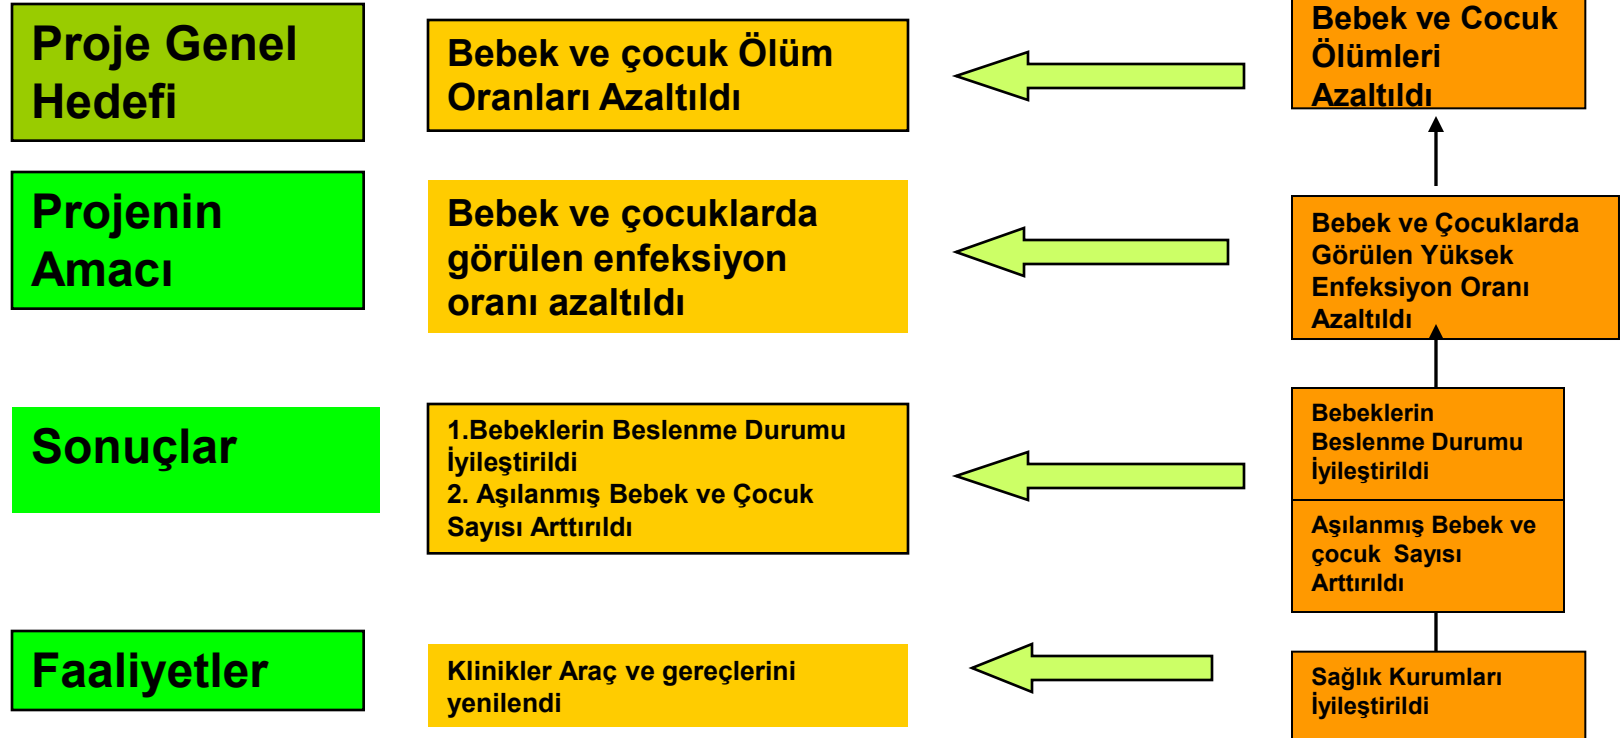 Proje Genel
Hedefi
Bebek ve çocuk Ölüm
Oranları Azaltıldı
Bebek ve Cocuk
Ölümleri
Azaltıldı
Projenin
Amacı
Bebek ve çocuklarda
görülen enfeksiyon
oranı azaltıldı
Bebek ve Çocuklarda
Görülen Yüksek
Enfeksiyon Oranı
Azaltıldı
Sonuçlar
1.Bebeklerin Beslenme Durumu
İyileştirildi
2. Aşılanmış Bebek ve Çocuk
Sayısı Arttırıldı
Bebeklerin
Beslenme Durumu
İyileştirildi
Aşılanmış Bebek ve
çocuk  Sayısı
Arttırıldı
Faaliyetler
Klinikler Araç ve gereçlerini
yenilendi
Sağlık Kurumları
İyileştirildi